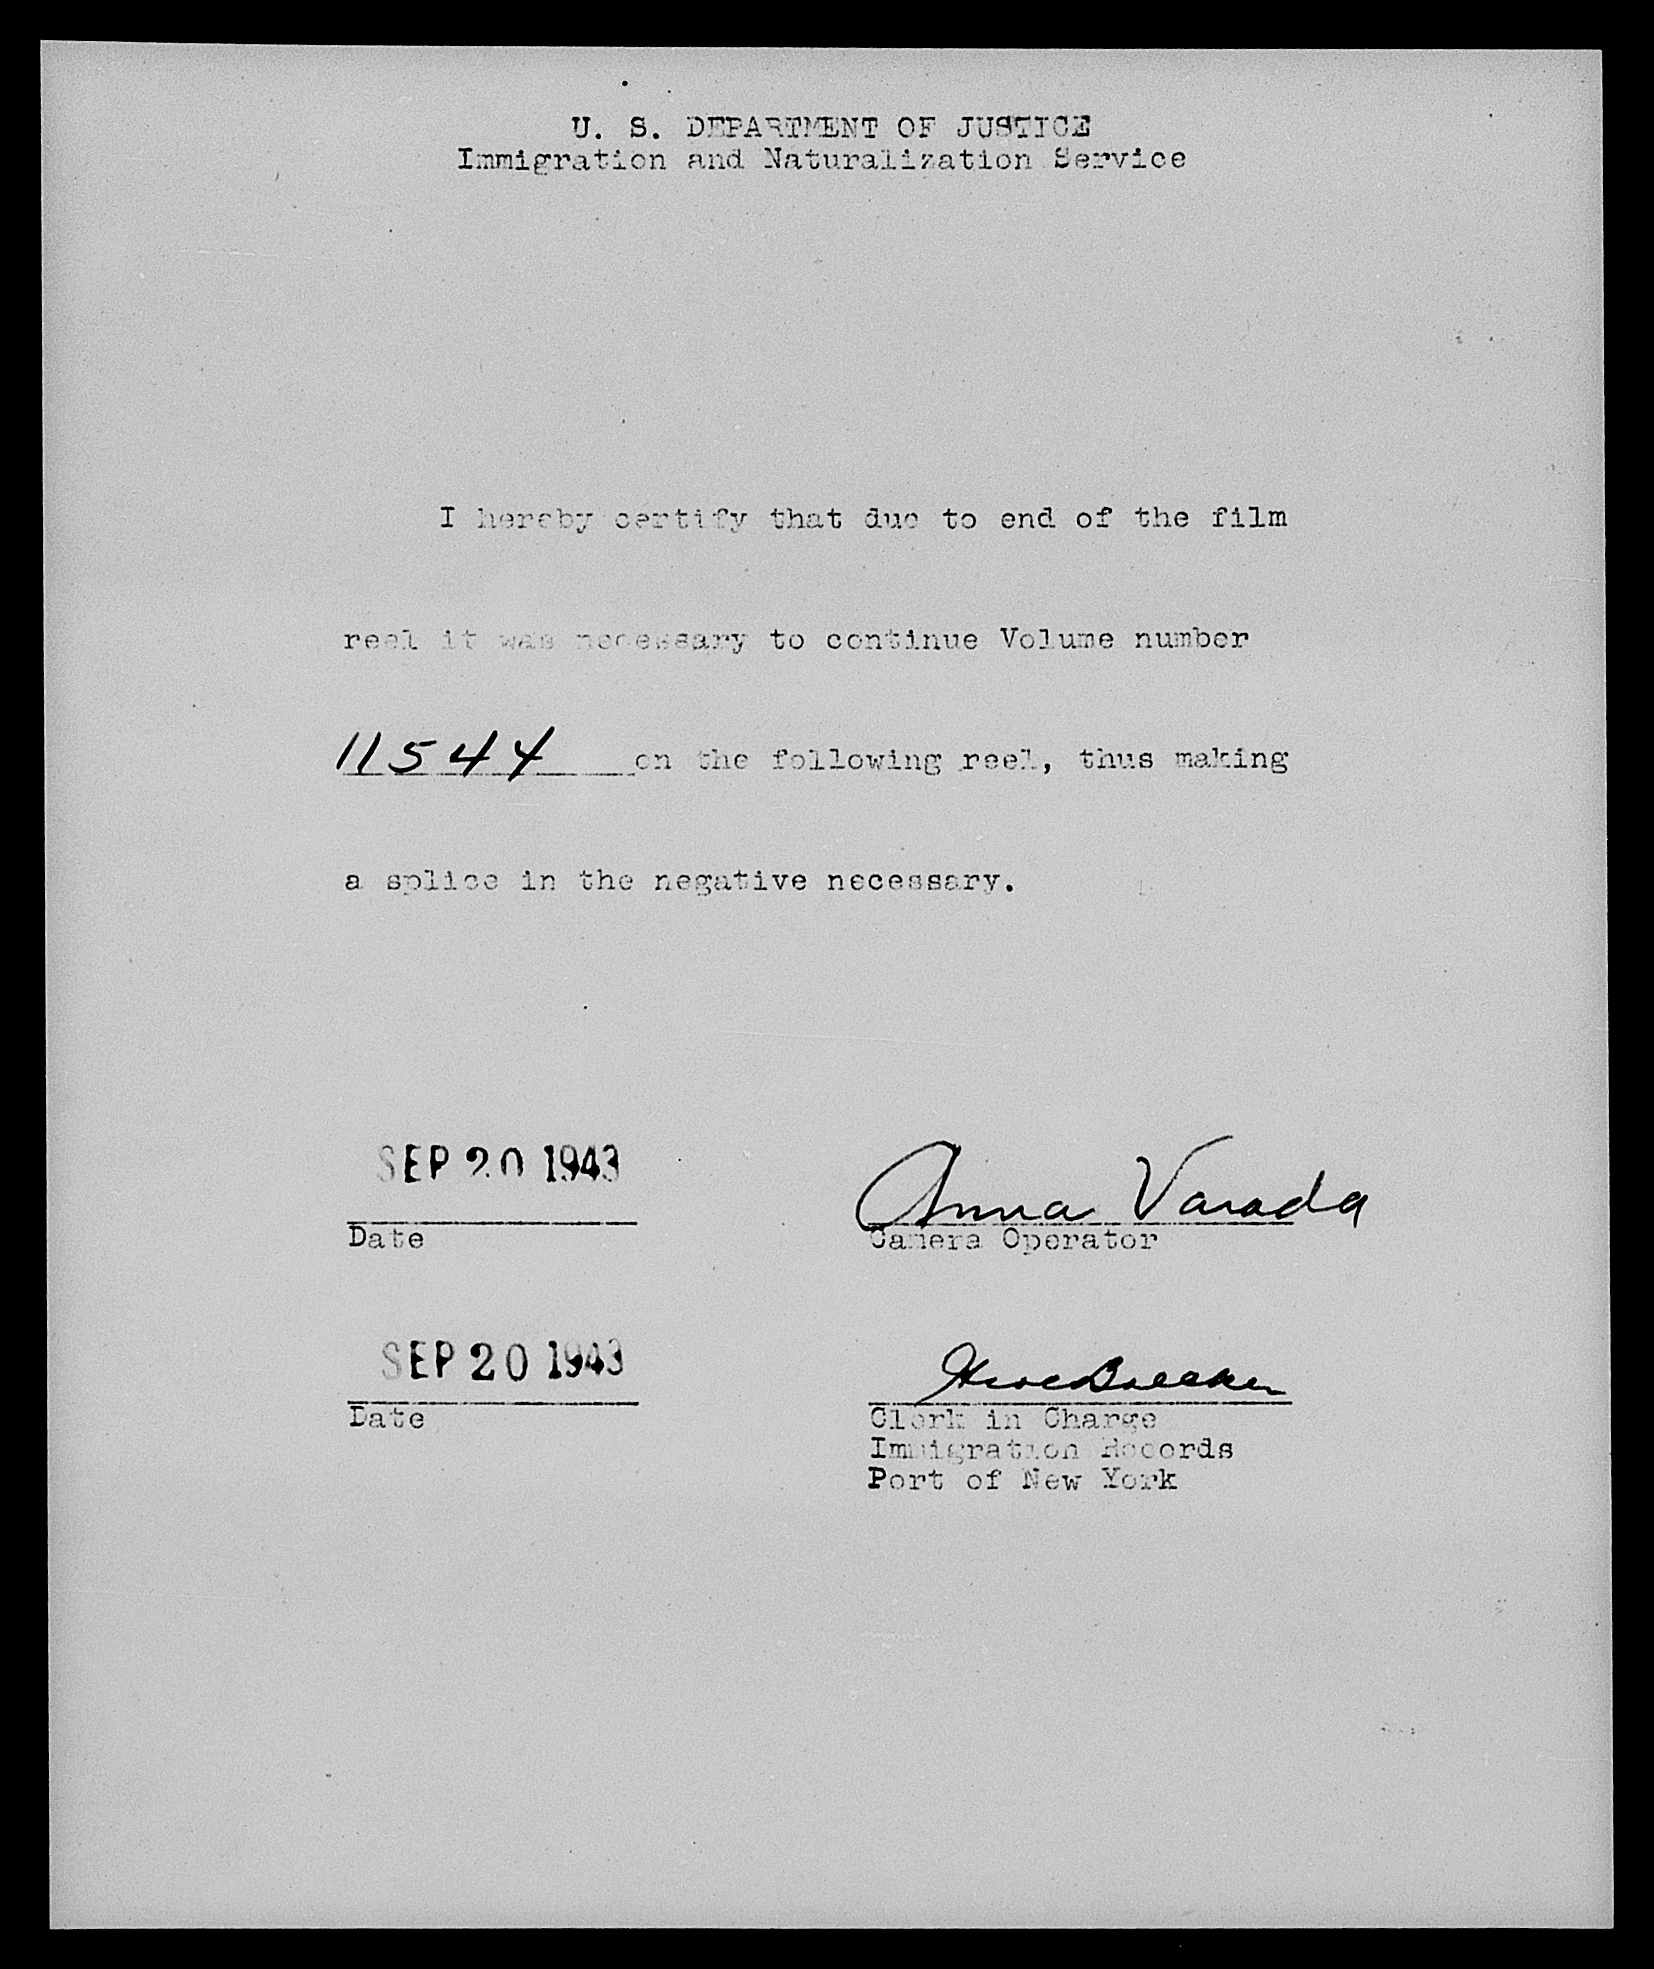 U. S. DEPARTMENT OF JUSTICE
Immigration and Naturalization Service
I hereby certify that due to end of the film
reel it was necessary to continue Volume number
11544 on the following reel, thus making
a splice in the negative necessary.
SEP 20 1943
Anna Varada
Date
Camera Operator
SEP 20 1943
Date
Clerk in Charge
Immigration Records
Port of New York